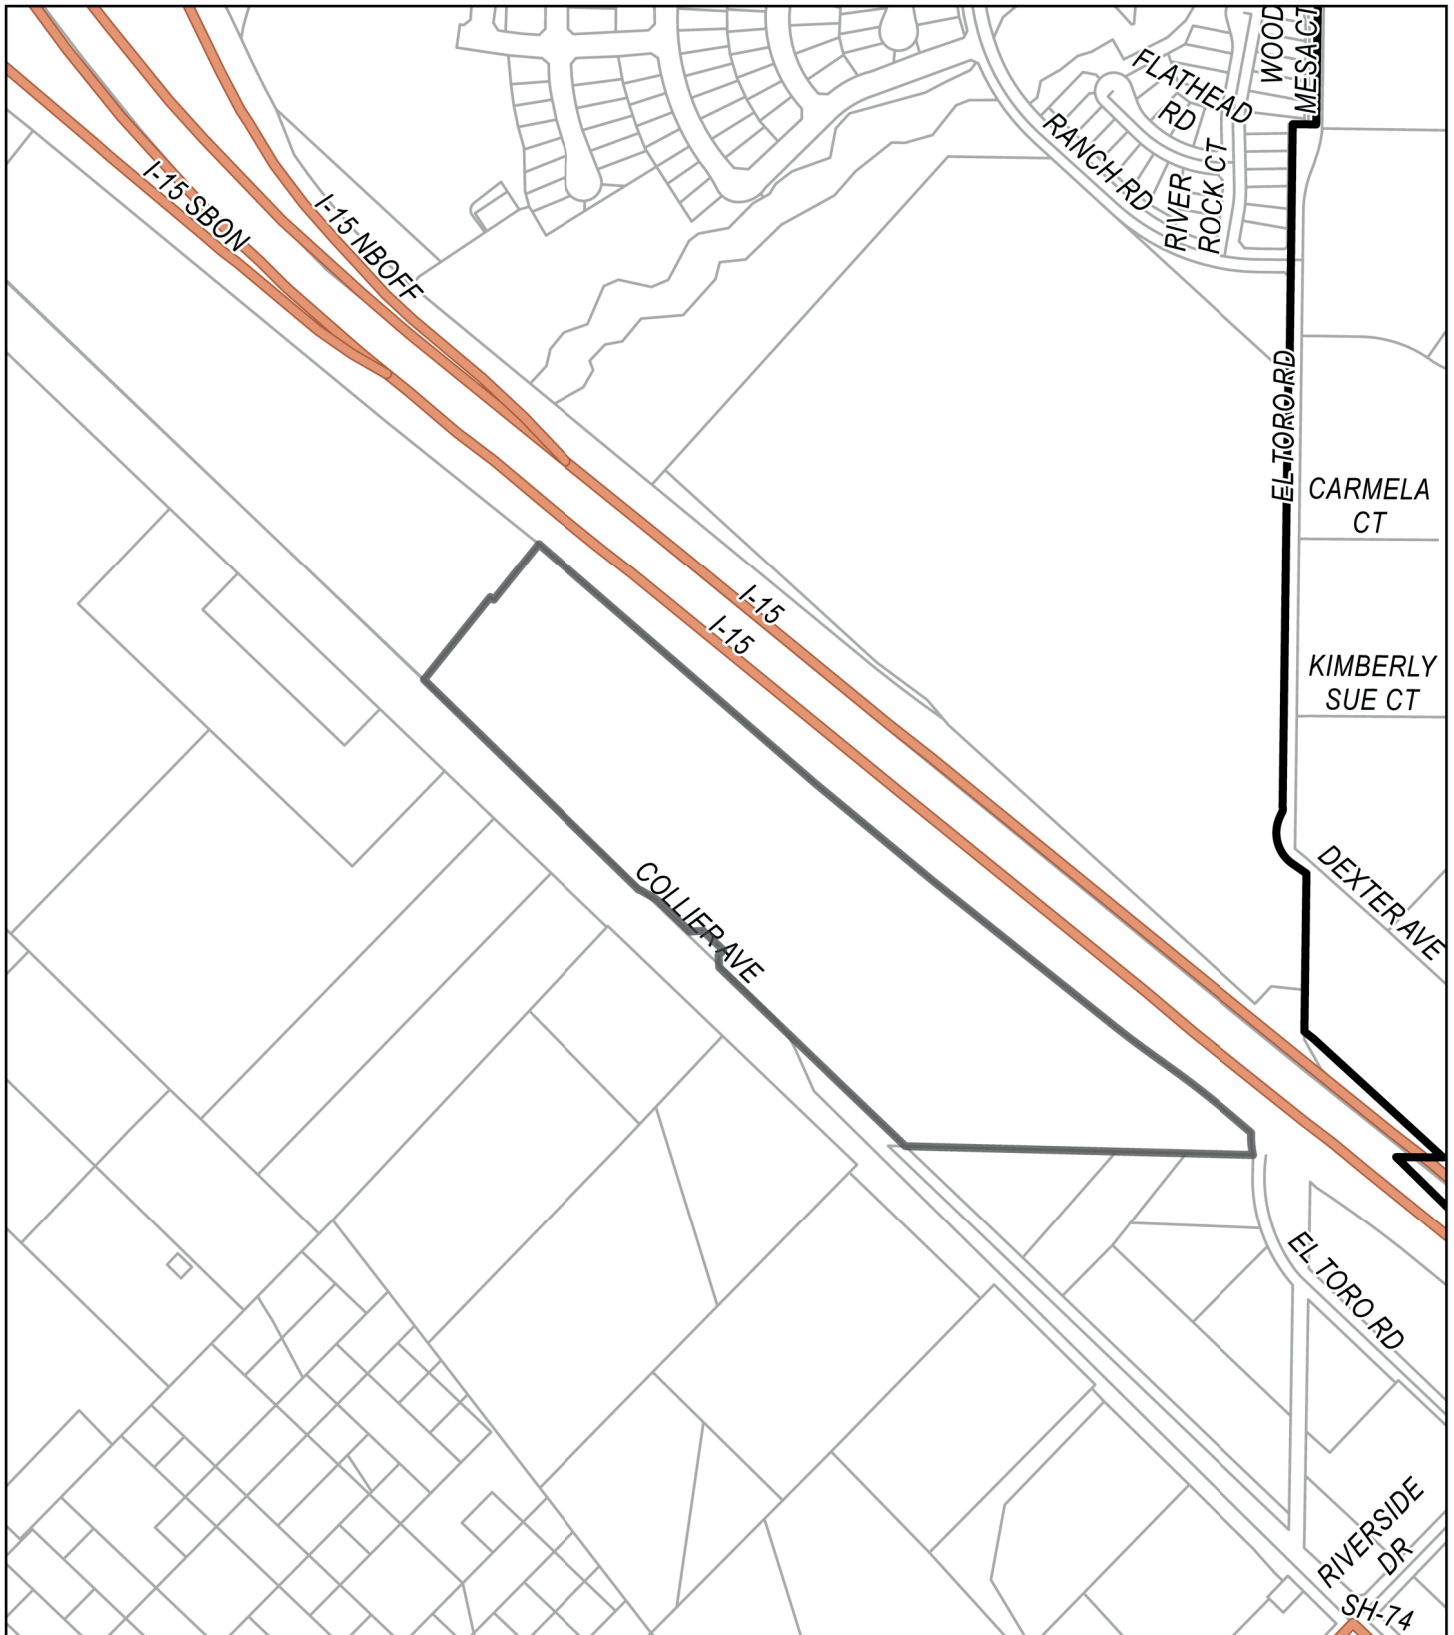 WOOD
MESA CT
FLATHEAD
RD
RANCH RD
RIVER
ROCK CT
I-15 SBON
I-15 NBOFF
EL TORO RD
CARMELA
CT
I-15
I-15
KIMBERLY
SUE CT
COLLIER AVE
DEXTER AVE
EL TORO RD
RIVERSIDE
DR
SH-74